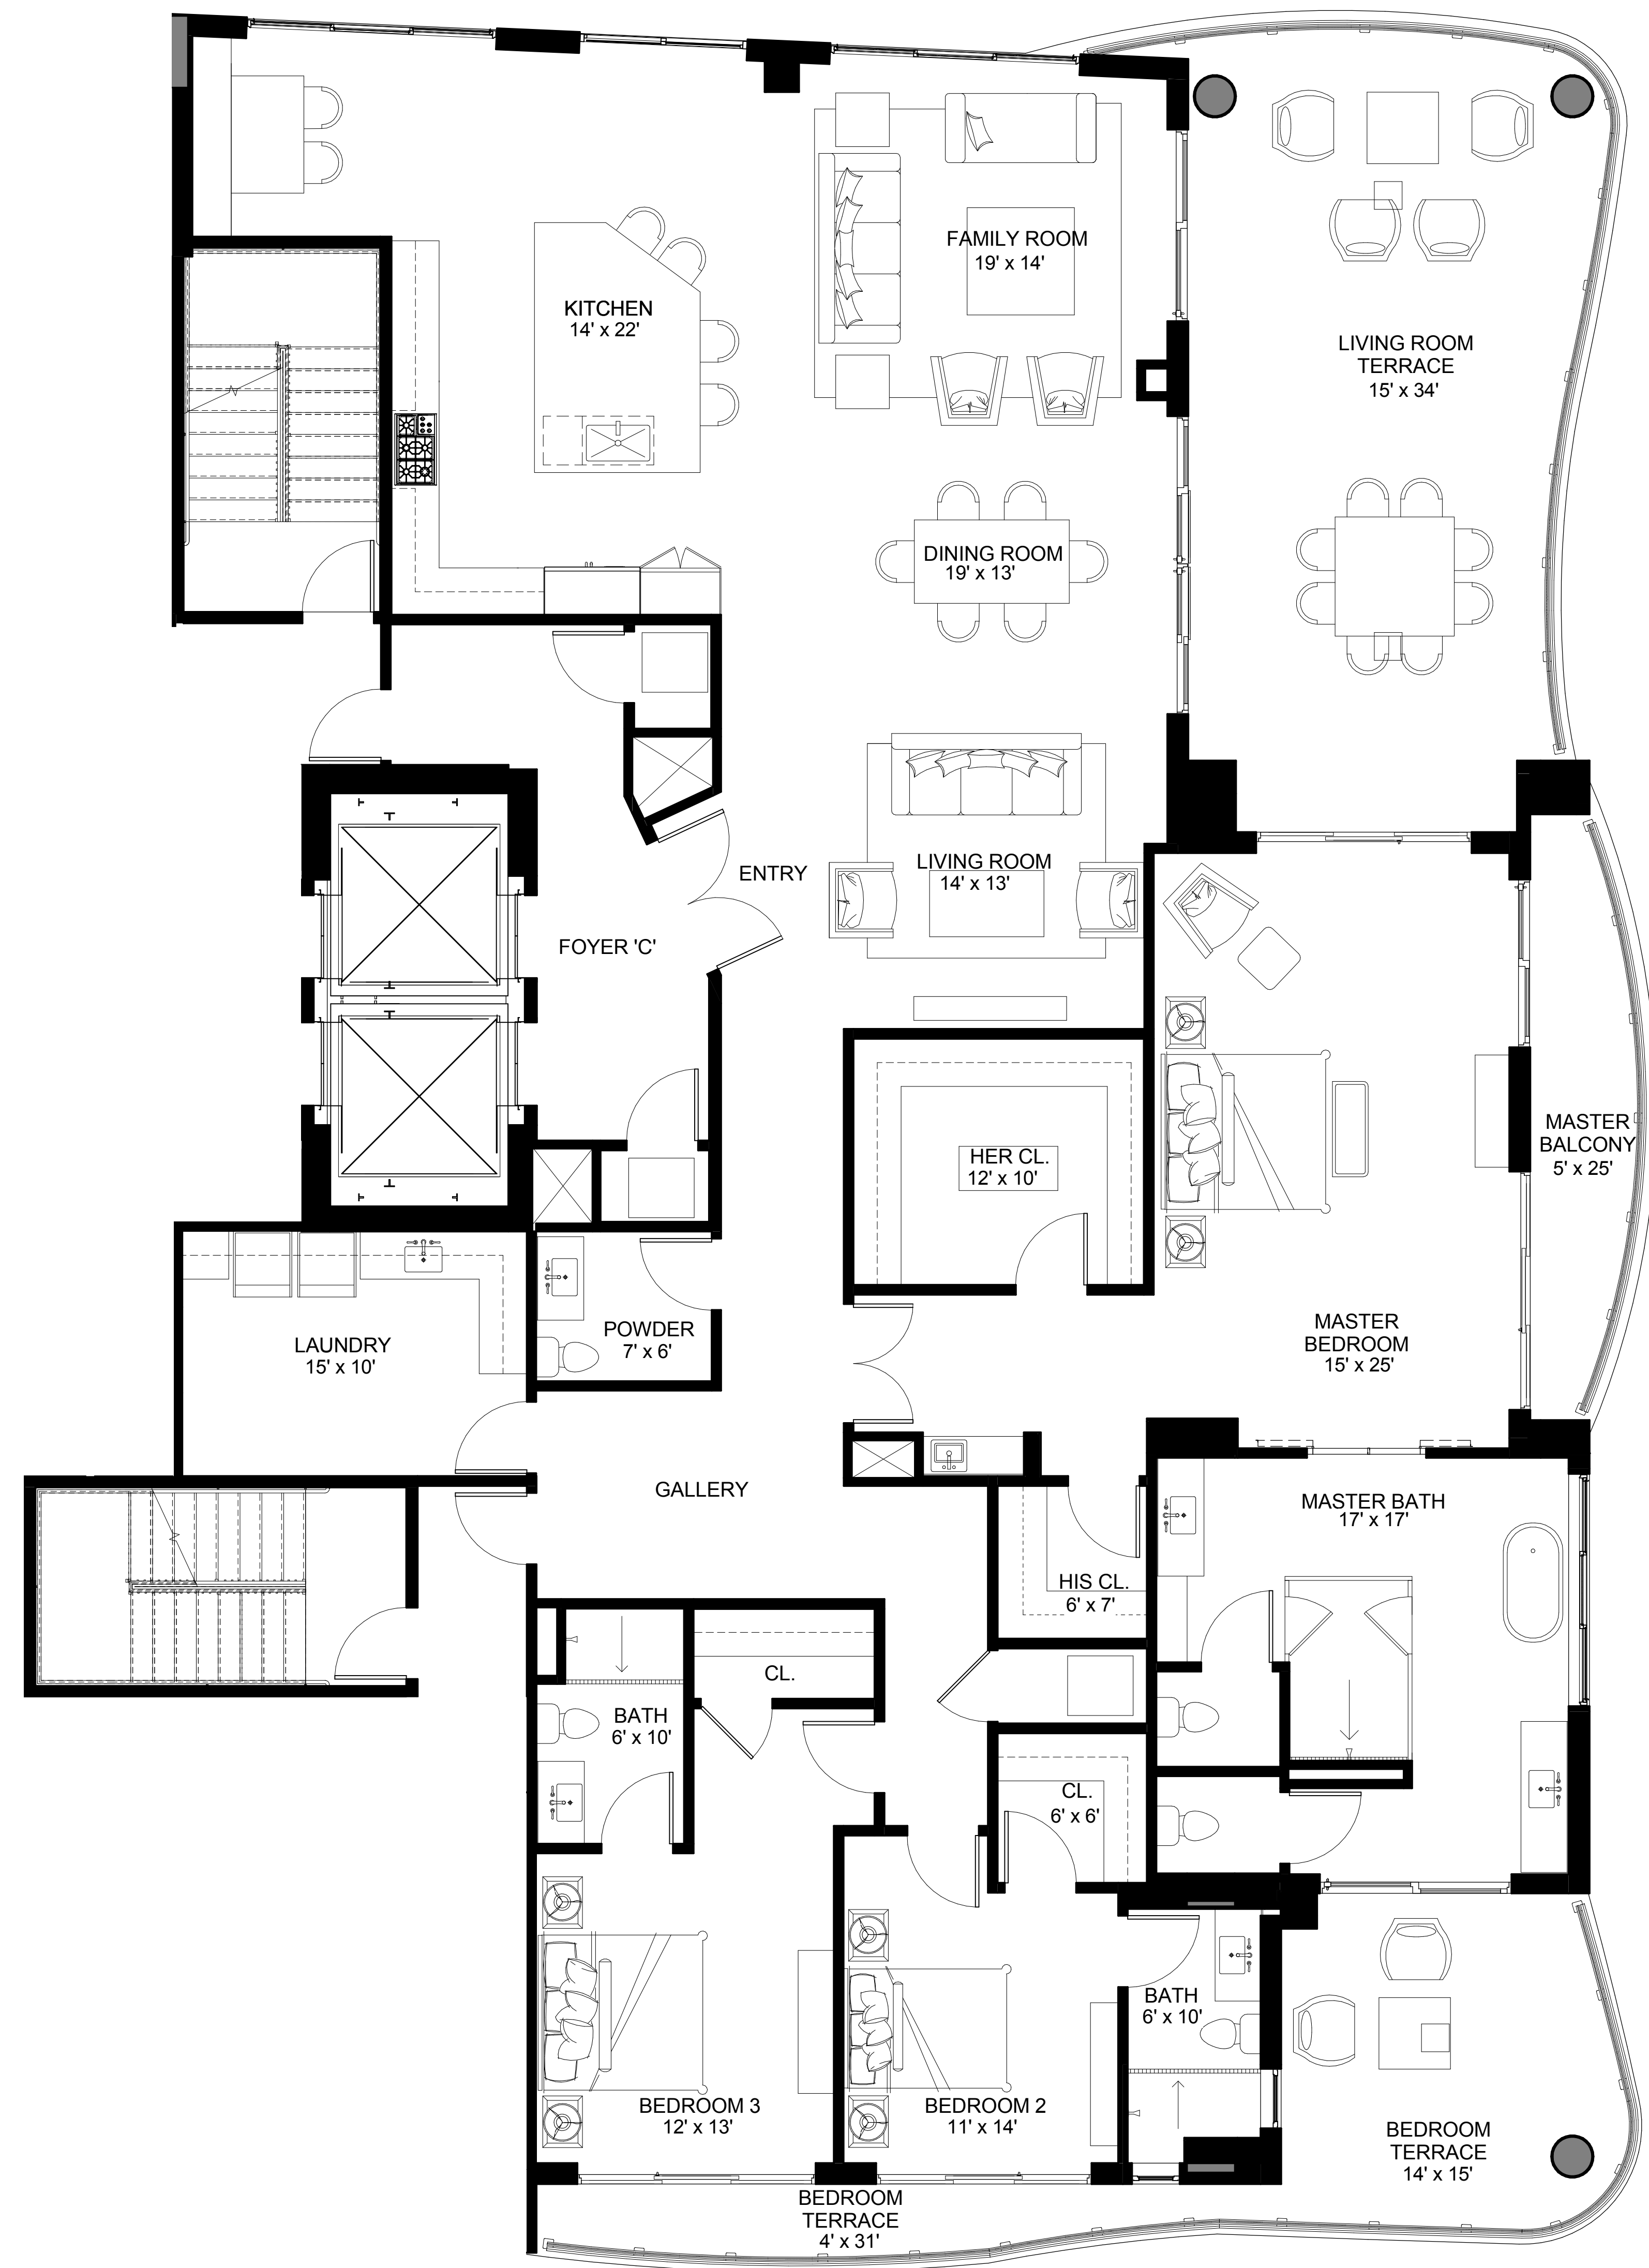 FAMILY ROOM
19' x 14'
KITCHEN
14' x 22'
LIVING ROOM
TERRACE
15' x 34'
DINING ROOM
19' x 13'
LIVING ROOM
14' x 13'
ENTRY
FOYER 'C'
HER CL.
12' x 10'
MASTER
BALCONY
5' x 25'
MASTER
BEDROOM
15' x 25'
POWDER
7' x 6'
LAUNDRY
15' x 10'
GALLERY
MASTER BATH
17' x 17'
HIS CL.
6' x 7'
CL.
BATH
6' x 10'
CL.
6' x 6'
BATH
6' x 10'
BEDROOM 3
12' x 13'
BEDROOM 2
11' x 14'
BEDROOM
TERRACE
14' x 15'
BEDROOM
TERRACE
4' x 31'